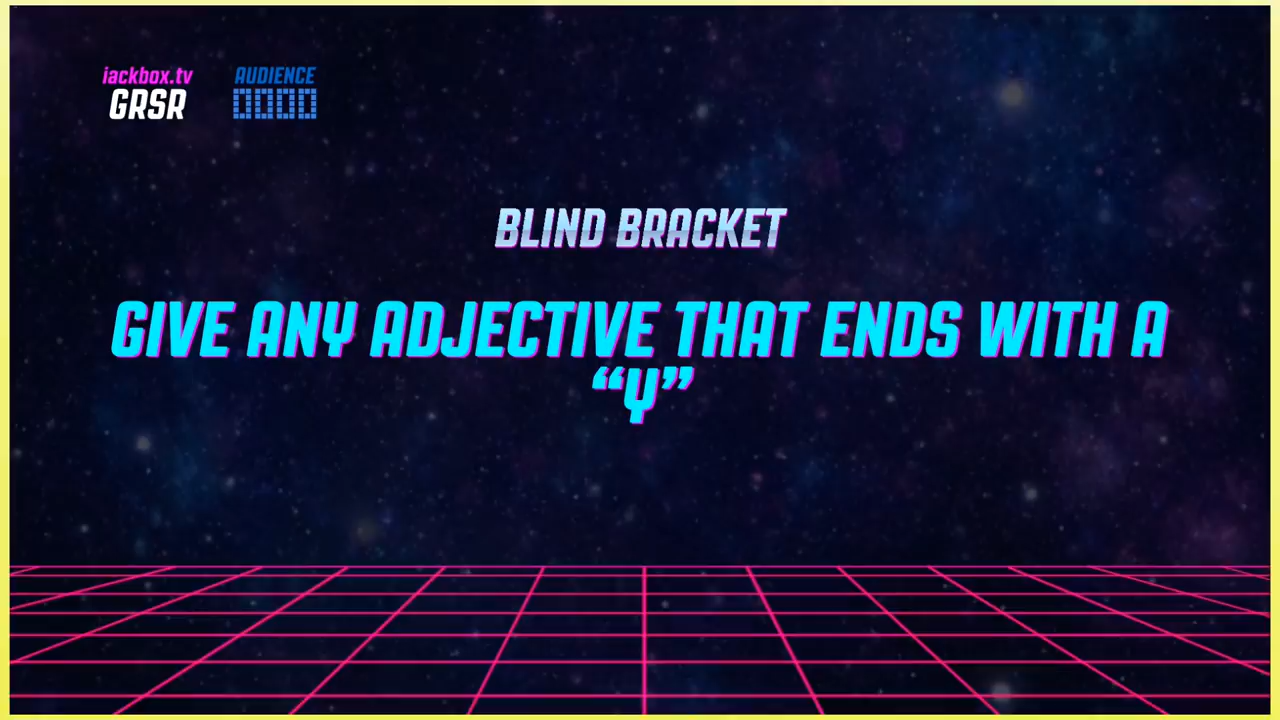 jackbox.tv
GRSR
AUDIENCE
0000
BLIND BRACKET
GIVE ANY ADJECTIVE THAT ENDS WITH A
“Y”